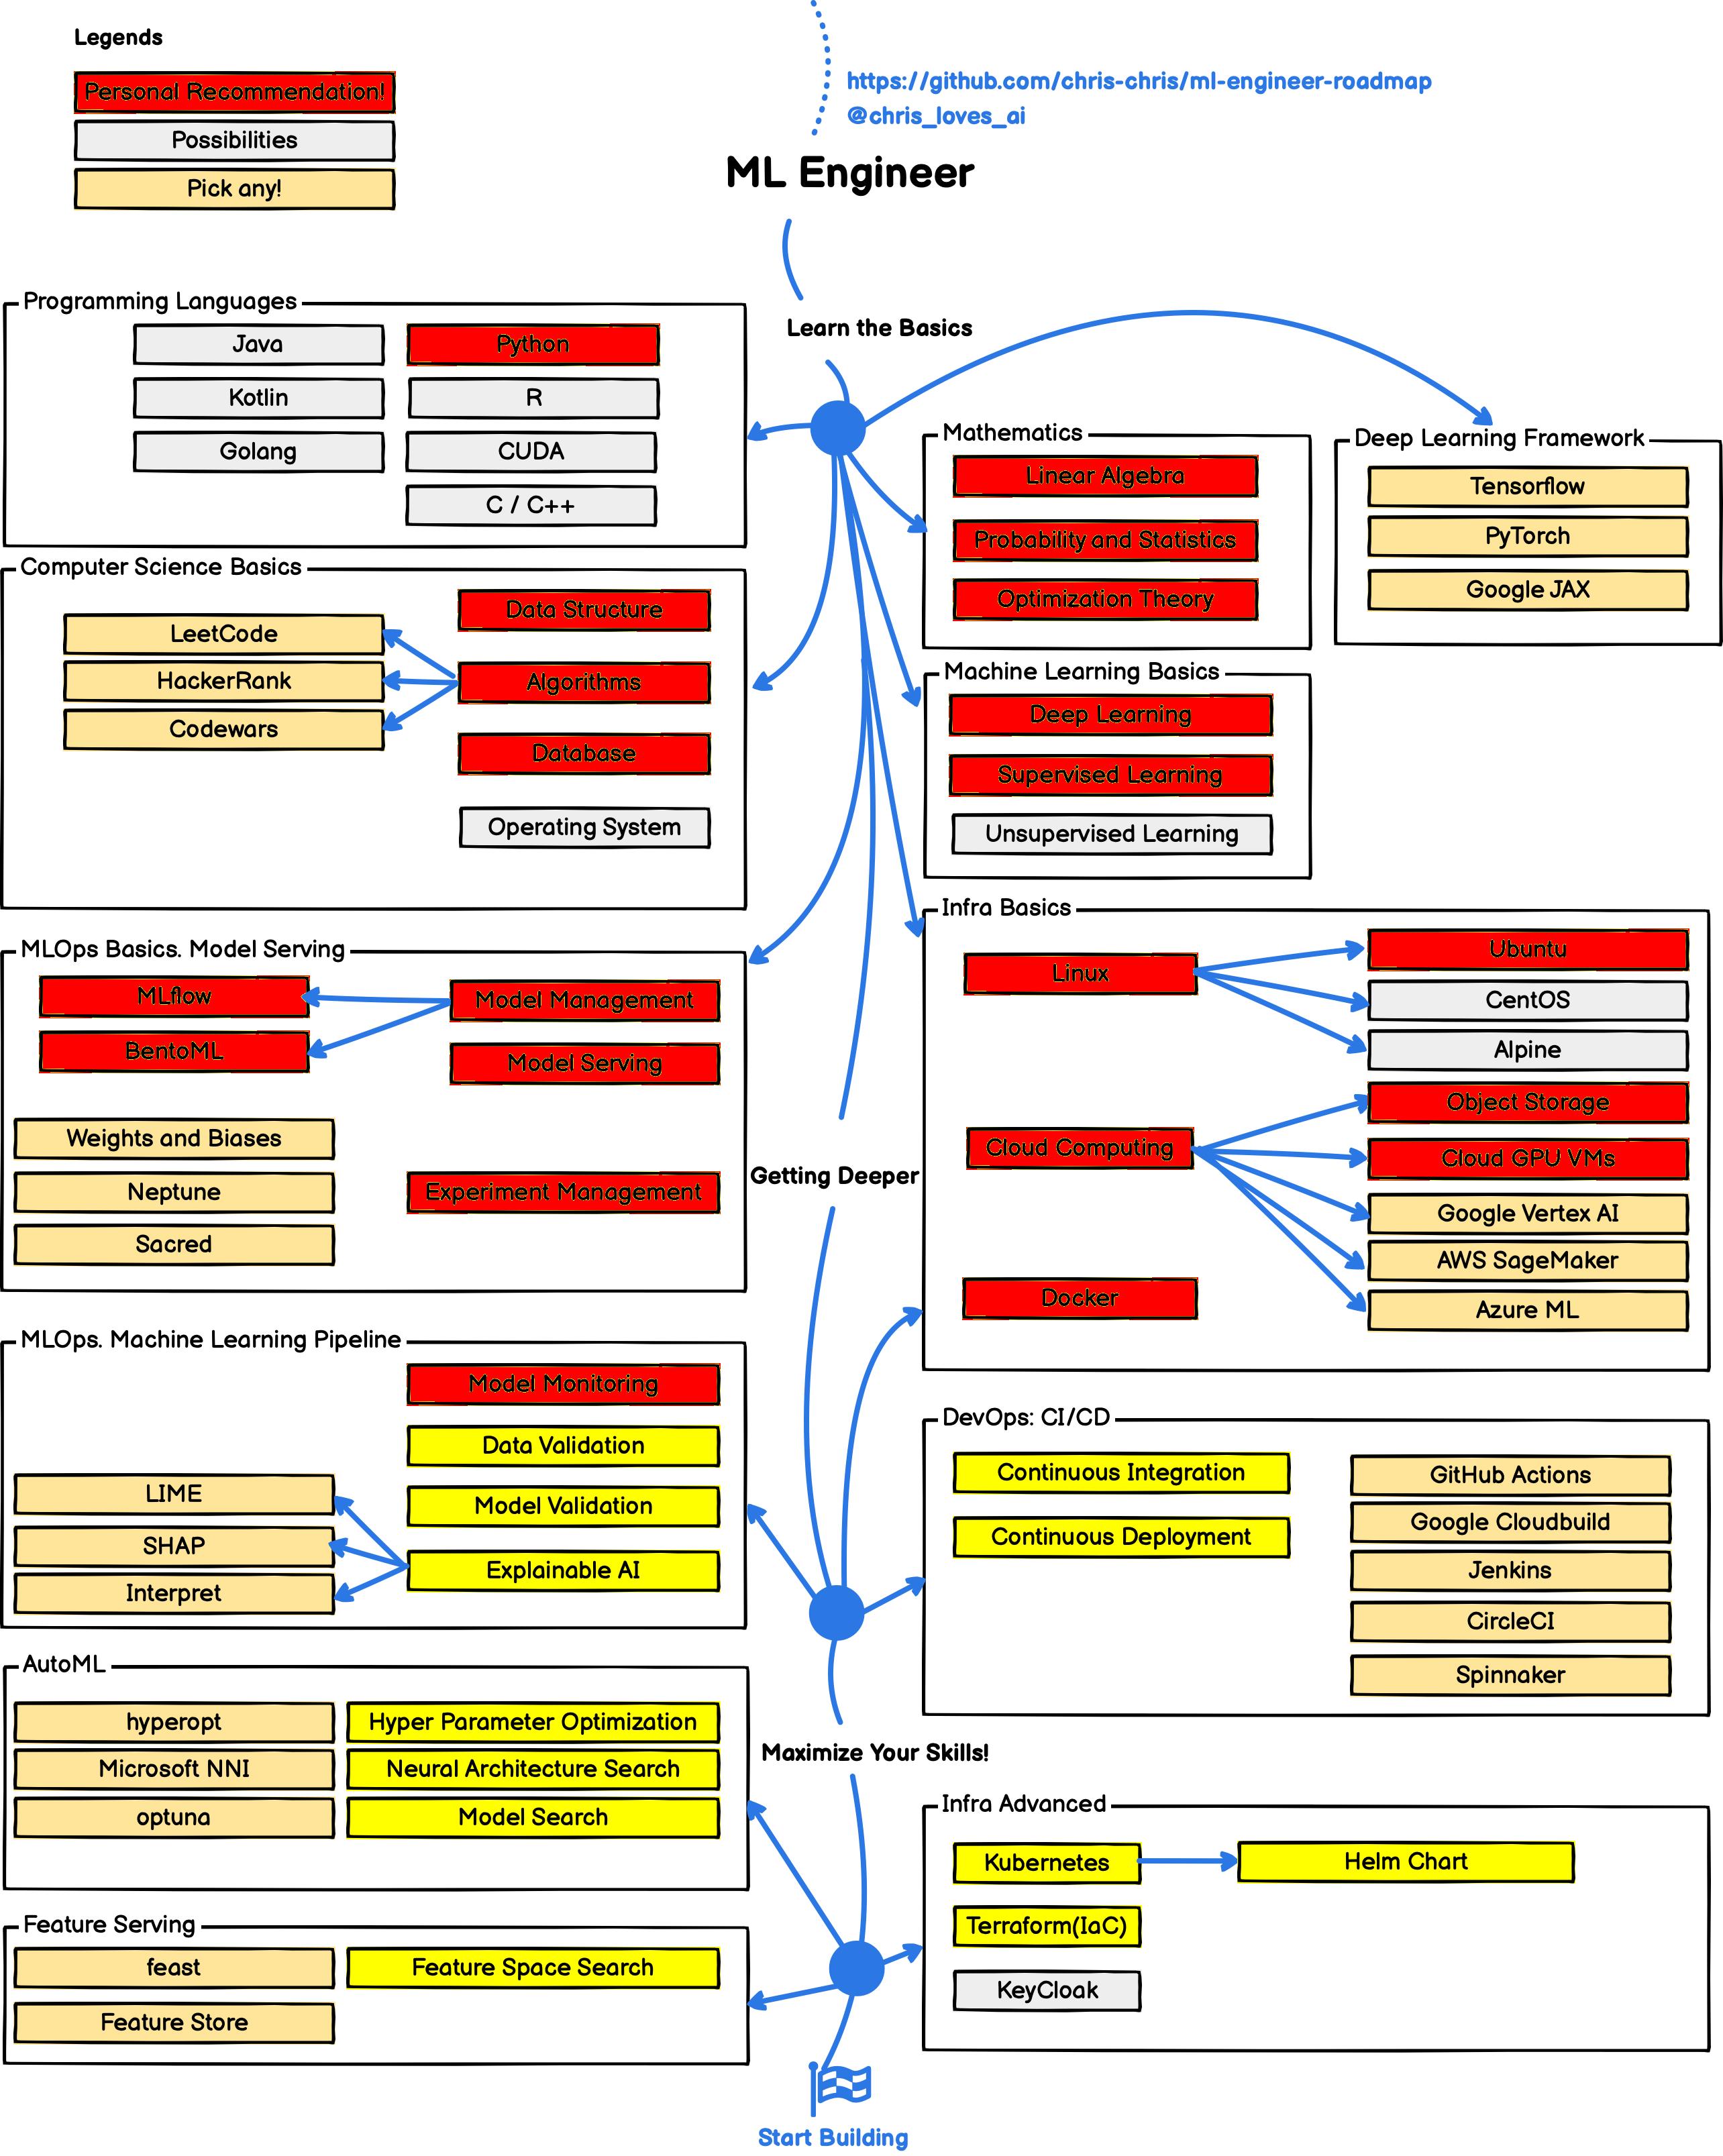 Legends
Personal Recommendation!
Possibilities
Pick any!
https://github.com/chris-chris/ml-engineer-roadmap
@chris_loves_ai
ML Engineer
Learn the Basics
Programming Languages
Java
Python
Kotlin
R
Golang
CUDA
C / C++
Mathematics
Linear Algebra
Probability and Statistics
Optimization Theory
Deep Learning Framework
Tensorflow
PyTorch
Google JAX
Computer Science Basics
Data Structure
LeetCode
HackerRank
Algorithms
Codewars
Database
Operating System
Machine Learning Basics
Deep Learning
Supervised Learning
Unsupervised Learning
MLOps Basics. Model Serving
MLflow
Model Management
BentoML
Model Serving
Weights and Biases
Neptune
Experiment Management
Sacred
Infra Basics
Linux
Ubuntu
CentOS
Alpine
Object Storage
Cloud Computing
Cloud GPU VMs
Google Vertex AI
AWS SageMaker
Docker
Azure ML
Getting Deeper
MLOps. Machine Learning Pipeline
Model Monitoring
Data Validation
LIME
Model Validation
SHAP
Explainable AI
Interpret
DevOps: CI/CD
Continuous Integration
GitHub Actions
Google Cloudbuild
Continuous Deployment
Jenkins
CircleCI
Spinnaker
Maximize Your Skills!
AutoML
hyperopt
Hyper Parameter Optimization
Microsoft NNI
Neural Architecture Search
optuna
Model Search
Infra Advanced
Kubernetes
Helm Chart
Terraform(IaC)
KeyCloak
Feature Serving
feast
Feature Space Search
Feature Store
Start Building